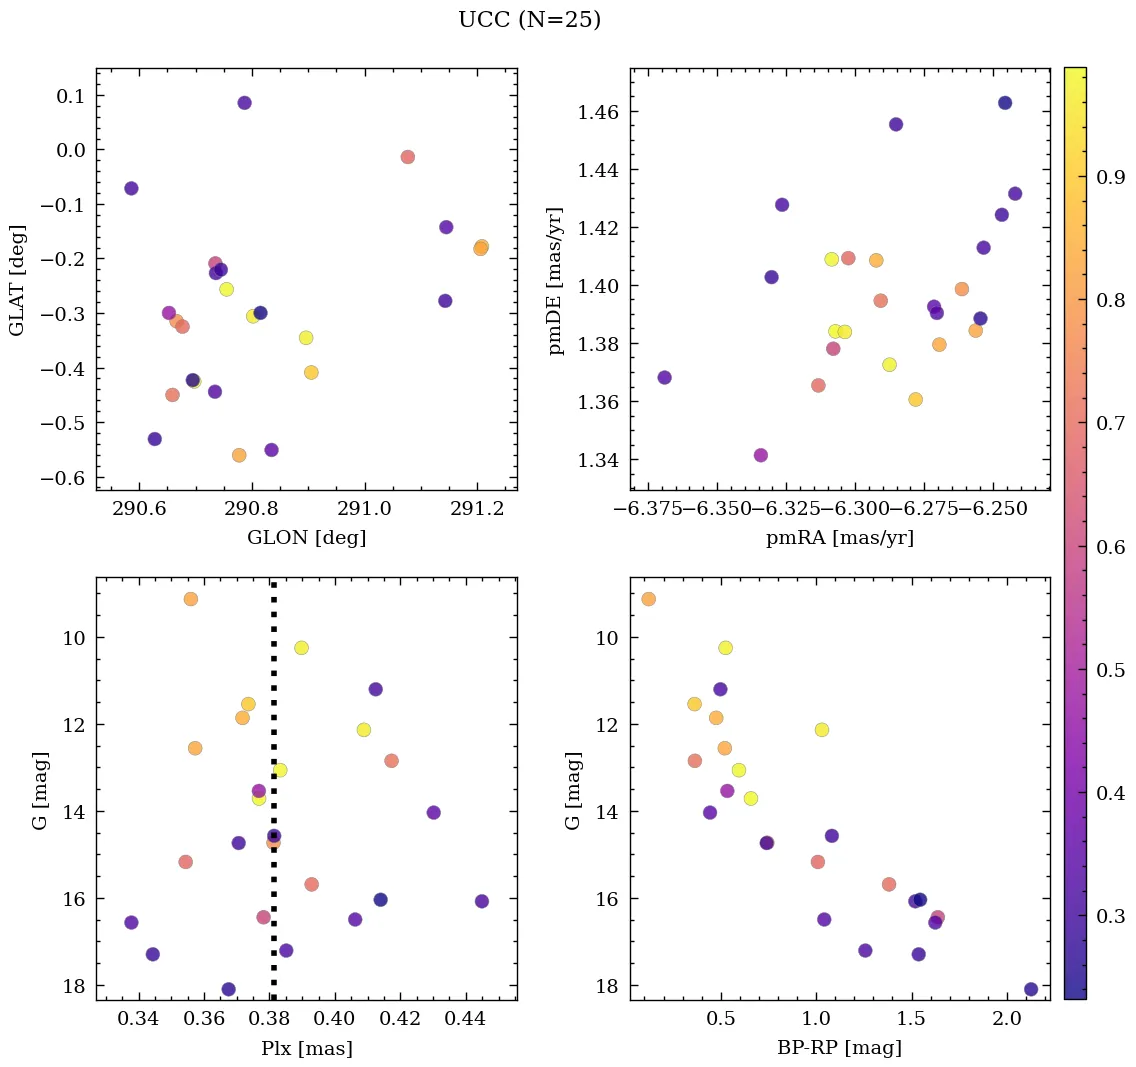 UCC (N=25)
0.1
0.0
−0.1
−0.2
−0.3
−0.4
−0.5
−0.6
GLAT [deg]
290.6 290.8 291.0 291.2
GLON [deg]
1.46
1.44
1.42
1.40
1.38
1.36
1.34
pmDE [mas/yr]
−6.375 −6.350 −6.325 −6.300 −6.275 −6.250
pmRA [mas/yr]
10
12
14
16
18
G [mag]
0.34 0.36 0.38 0.40 0.42 0.44
Plx [mas]
10
12
14
16
18
G [mag]
0.5 1.0 1.5 2.0
BP-RP [mag]
0.9
0.8
0.7
0.6
0.5
0.4
0.3